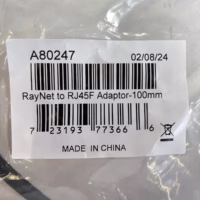 A80247 02/08/24
RayNet to RJ45F Adaptor-100mm
7 23193 77366 6
MADE IN CHINA